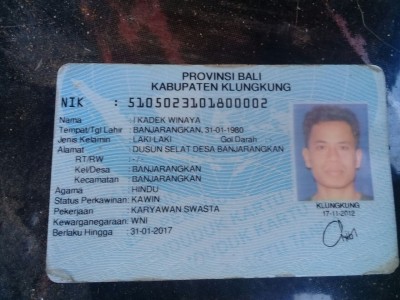 PROVINSI BALI
KABUPATEN KLUNGKUNG
NIK : 5105023101800002
Nama : I KADEK WINAYA
Tempat/Tgl Lahir : BANJARANGKAN, 31-01-1980
Jenis Kelamin : LAKI-LAKI Gol Darah
Alamat : DUSUN SELAT DESA BANJARANGKAN
RT/RW : -/-
Kel/Desa : BANJARANGKAN
Kecamatan : BANJARANGKAN
Agama : HINDU
Status Perkawinan: KAWIN
Pekerjaan : KARYAWAN SWASTA
Kewarganegaraan: WNI
Berlaku Hingga : 31-01-2017
KLUNGKUNG
17-11-2012